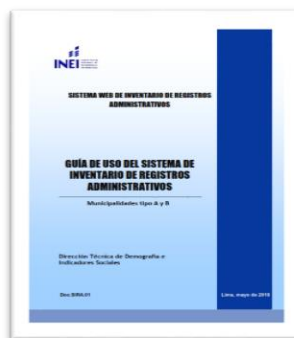 INEI
SISTEMA WEB DE INVENTARIO DE REGISTROS
ADMINISTRATIVOS
GUÍA DE USO DEL SISTEMA DE
INVENTARIO DE REGISTROS
ADMINISTRATIVOS
Municipalidades tipo A y B
Dirección Técnica de Demografía e
Indicadores Sociales
Lima, mayo de 2010